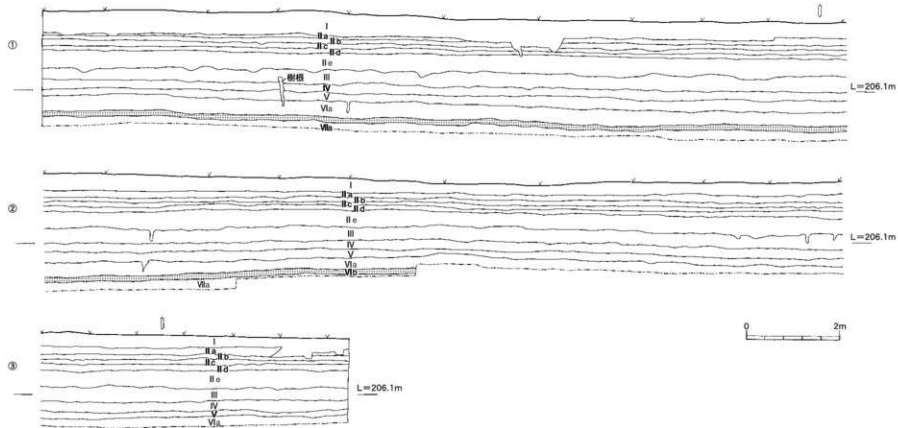 ①
I
IIa
IIb
IIc
IId
IIe
樹根
III
IV
V
VIa
VIIa
L=206.1m
②
I
IIa
IIb
IIc
IId
IIe
III
IV
V
VIa
VIb
VIIa
L=206.1m
0 2m
③
I
IIa
IIb
IIc
IId
IIe
III
IV
V
VIa
L=206.1m